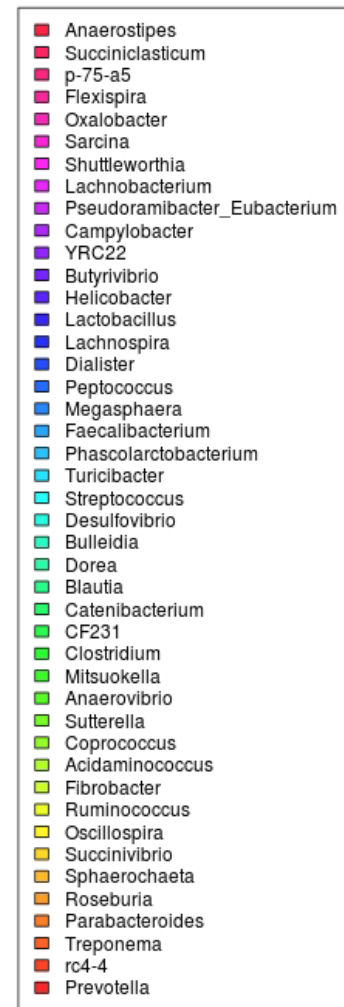 Anaerostipes
Succiniclasticum
p-75-a5
Flexispira
Oxalobacter
Sarcina
Shuttleworthia
Lachnobacterium
Pseudoramibacter_Eubacterium
Campylobacter
YRC22
Butyrivibrio
Helicobacter
Lactobacillus
Lachnospira
Dialister
Peptococcus
Megasphaera
Faecalibacterium
Phascolarctobacterium
Turicibacter
Streptococcus
Desulfovibrio
Bulleidia
Dorea
Blautia
Catenibacterium
CF231
Clostridium
Mitsuokella
Anaerovibrio
Sutterella
Coprococcus
Acidaminococcus
Fibrobacter
Ruminococcus
Oscillospira
Succinivibrio
Sphaerochaeta
Roseburia
Parabacteroides
Treponema
rc4-4
Prevotella